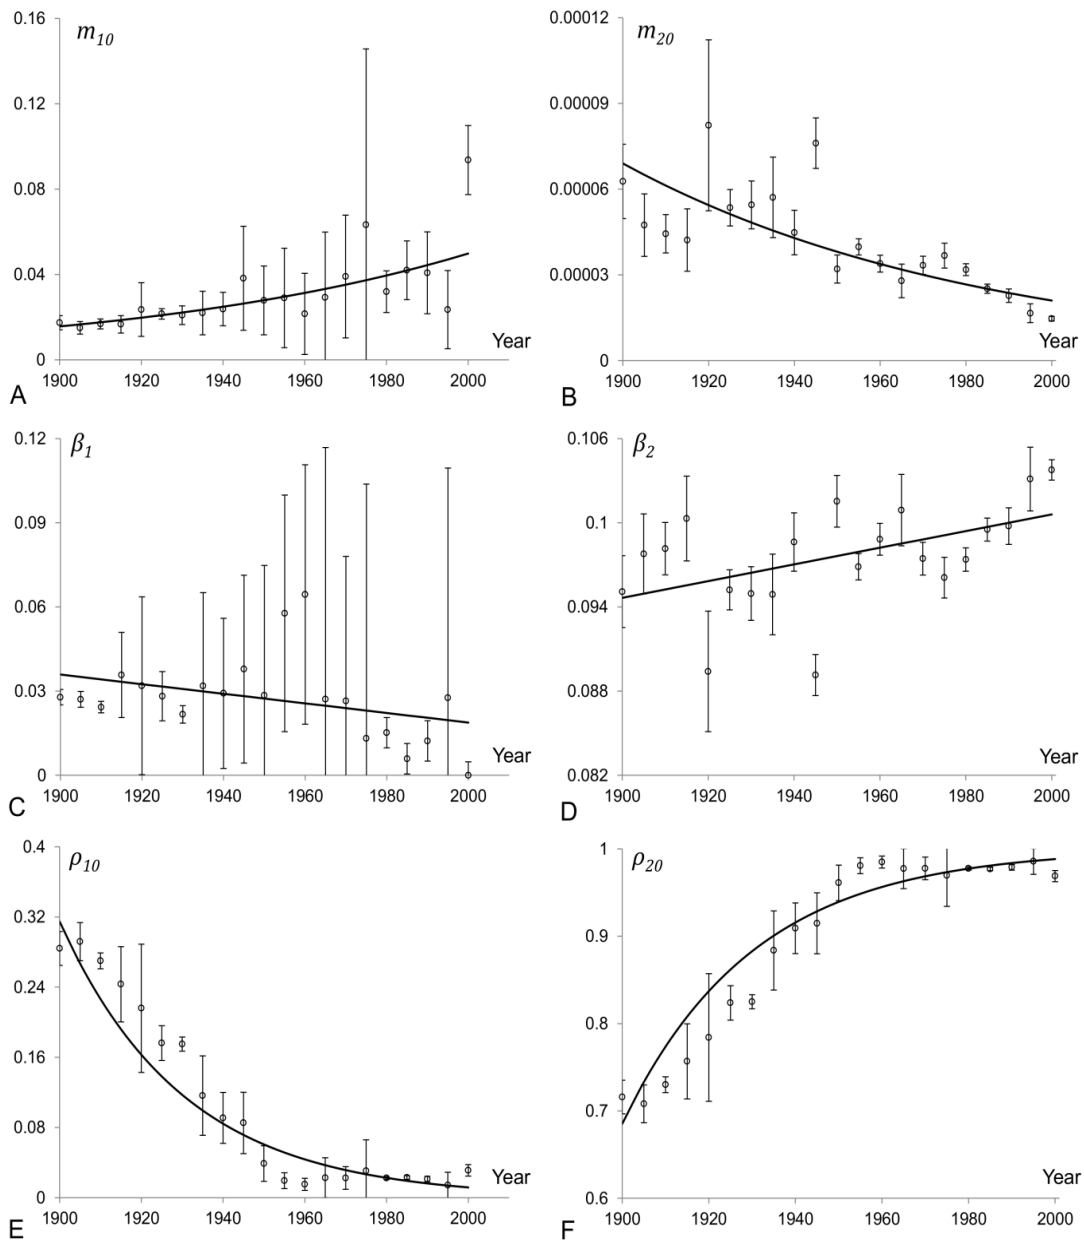 m₁₀
0.16
0.12
0.08
0.04
0
Year
1900 1920 1940 1960 1980 2000
A
m₂₀
0.00012
0.00009
0.00006
0.00003
0
Year
1900 1920 1940 1960 1980 2000
B
β₁
0.12
0.09
0.06
0.03
0
Year
1900 1920 1940 1960 1980 2000
C
β₂
0.106
0.1
0.094
0.088
0.082
Year
1900 1920 1940 1960 1980 2000
D
ρ₁₀
0.4
0.32
0.24
0.16
0.08
0
Year
1900 1920 1940 1960 1980 2000
E
ρ₂₀
1
0.9
0.8
0.7
0.6
Year
1900 1920 1940 1960 1980 2000
F